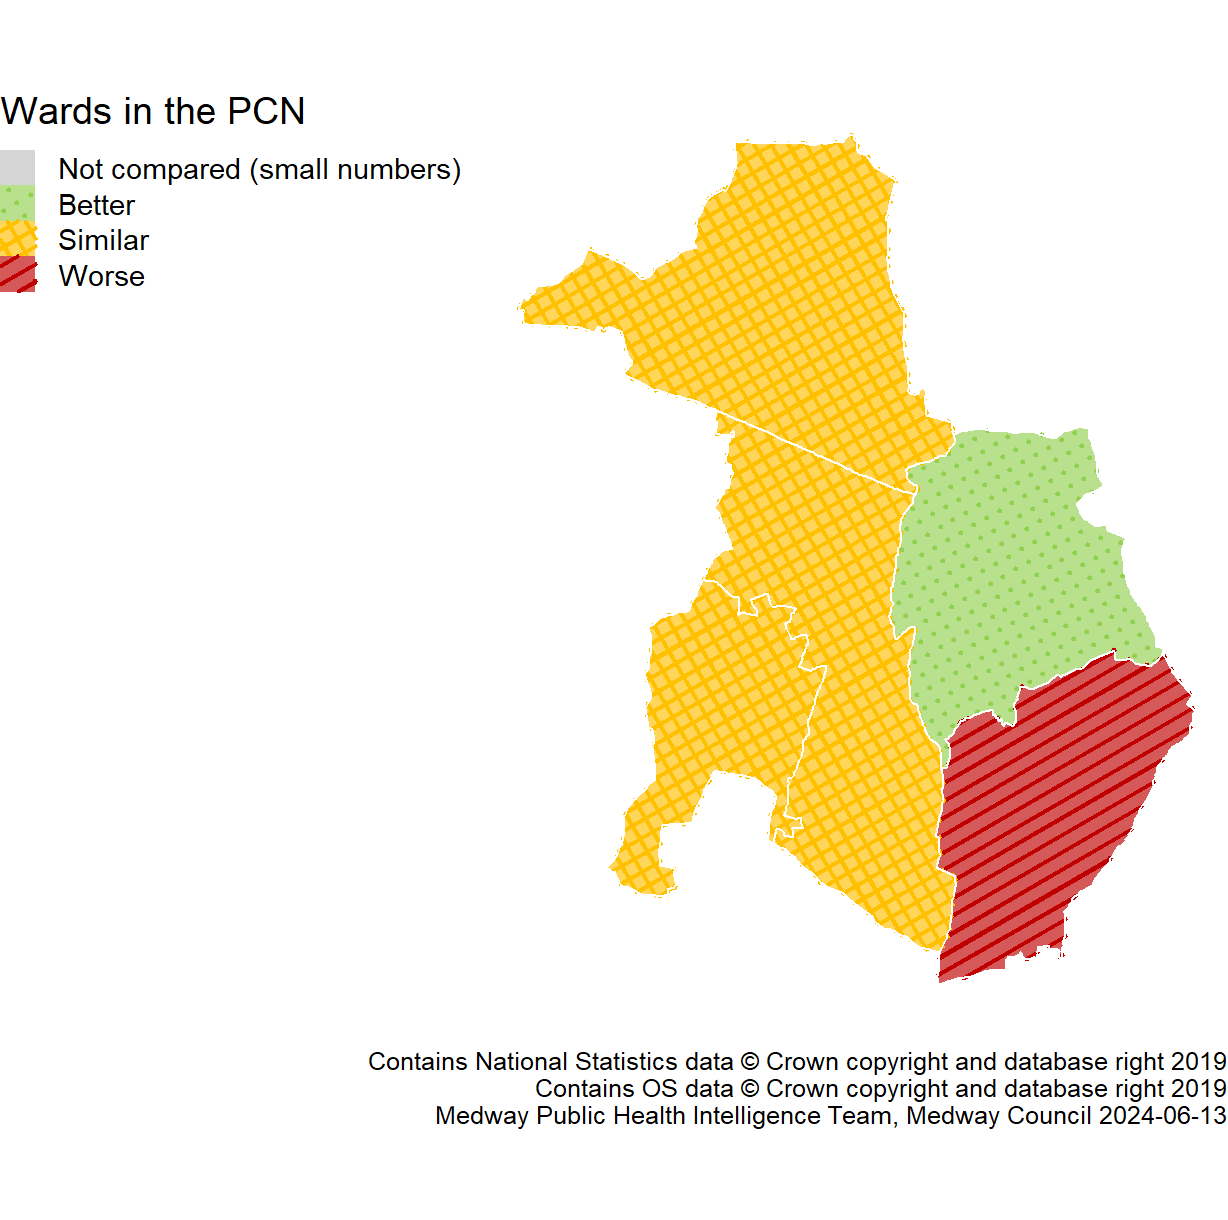 Wards in the PCN
Not compared (small numbers)
Better
Similar
Worse
Contains National Statistics data © Crown copyright and database right 2019
Contains OS data © Crown copyright and database right 2019
Medway Public Health Intelligence Team, Medway Council 2024-06-13